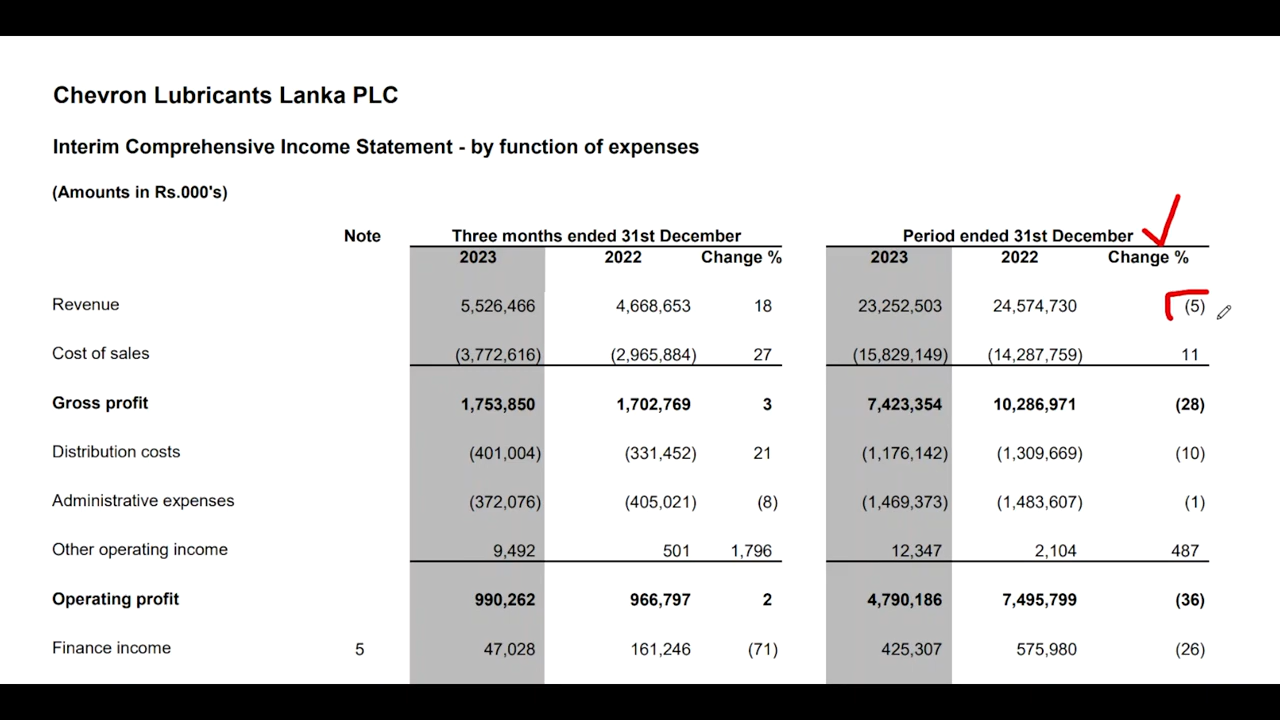 Chevron Lubricants Lanka PLC
Interim Comprehensive Income Statement - by function of expenses
(Amounts in Rs.000's)
Note Three months ended 31st December Period ended 31st December
2023 2022 Change % 2023 2022 Change %
Revenue 5,526,466 4,668,653 18 23,252,503 24,574,730 (5)
Cost of sales (3,772,616) (2,965,884) 27 (15,829,149) (14,287,759) 11
Gross profit 1,753,850 1,702,769 3 7,423,354 10,286,971 (28)
Distribution costs (401,004) (331,452) 21 (1,176,142) (1,309,669) (10)
Administrative expenses (372,076) (405,021) (8) (1,469,373) (1,483,607) (1)
Other operating income 9,492 501 1,796 12,347 2,104 487
Operating profit 990,262 966,797 2 4,790,186 7,495,799 (36)
Finance income 5 47,028 161,246 (71) 425,307 575,980 (26)